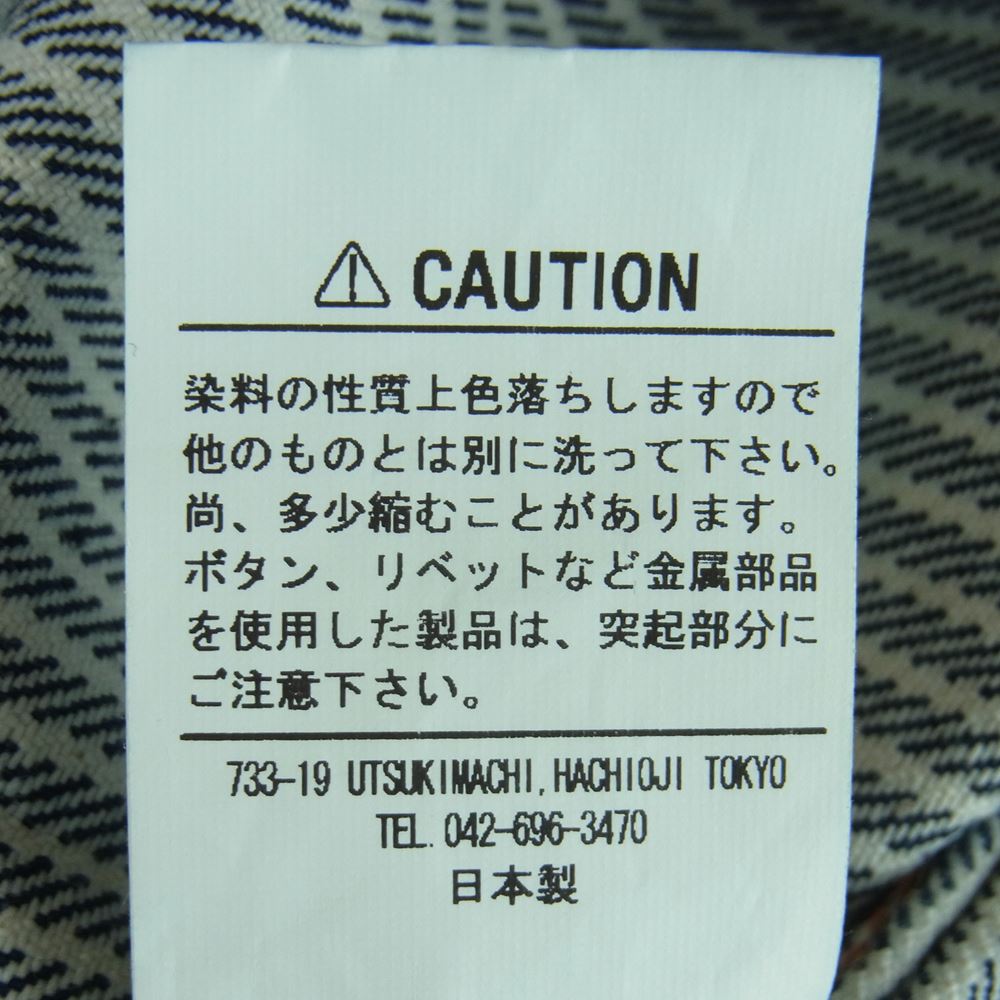 CAUTION
染料の性質上色落ちしますので
他のものとは別に洗って下さい。
尚、多少縮むことがあります。
ボタン、リベットなど金属部品
を使用した製品は、突起部分に
ご注意下さい。
733-19 UTSUKIMACHI,HACHIOJI TOKYO
TEL.042-696-3470
日本製